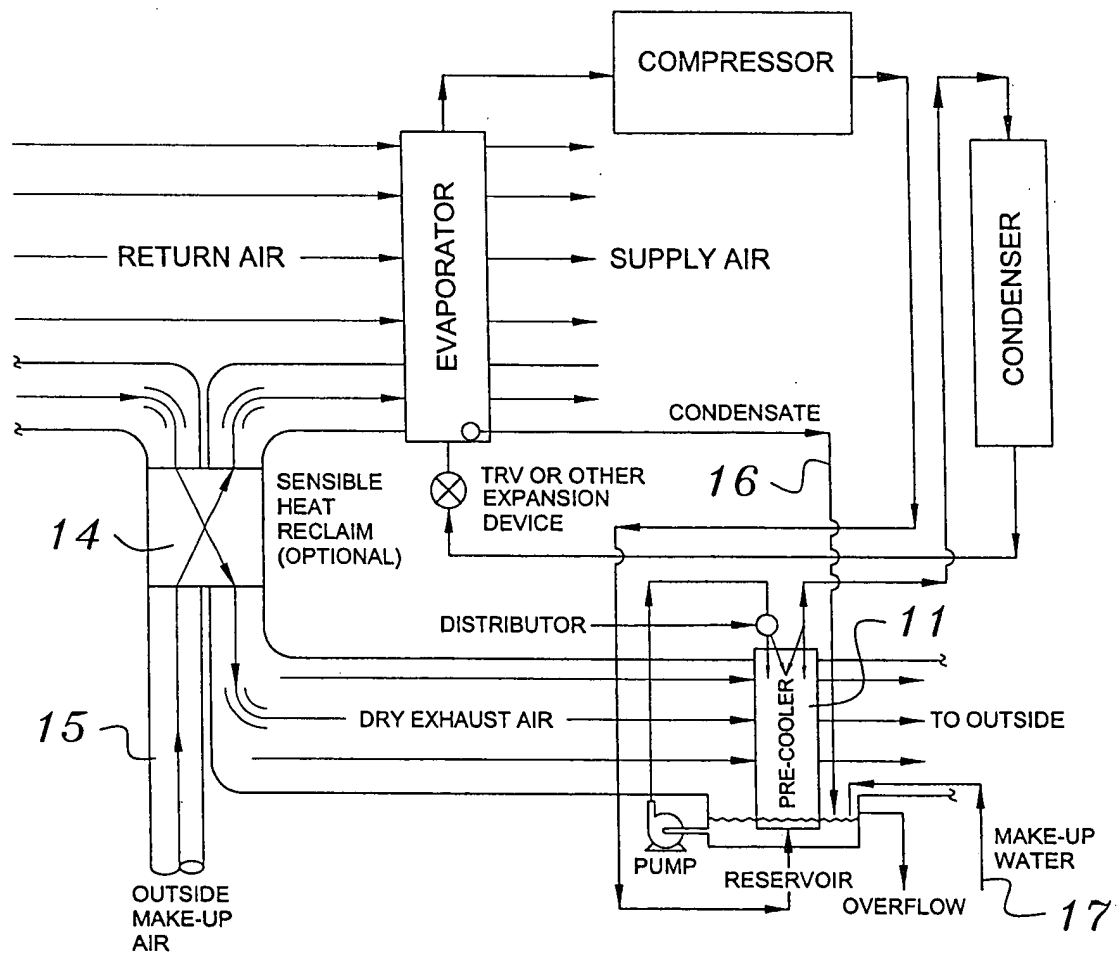 COMPRESSOR
EVAPORATOR
CONDENSER
RETURN AIR
SUPPLY AIR
CONDENSATE
16
TRV OR OTHER
EXPANSION
DEVICE
SENSIBLE
HEAT
RECLAIM
(OPTIONAL)
14
DISTRIBUTOR
11
PRE-COOLER
15
DRY EXHAUST AIR
TO OUTSIDE
PUMP
RESERVOIR
MAKE-UP
WATER
OVERFLOW
17
OUTSIDE
MAKE-UP
AIR